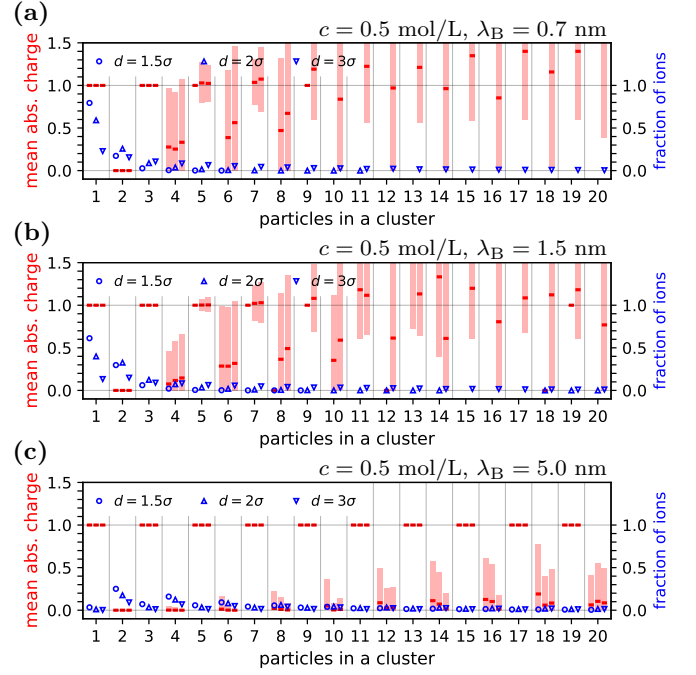 (a)
c = 0.5 mol/L, λB = 0.7 nm
mean abs. charge
1.5
1.0
0.5
0.0
d = 1.5σ d = 2σ d = 3σ
1.0
0.5
0.0
fraction of ions
1 2 3 4 5 6 7 8 9 10 11 12 13 14 15 16 17 18 19 20
particles in a cluster
(b)
c = 0.5 mol/L, λB = 1.5 nm
mean abs. charge
1.5
1.0
0.5
0.0
d = 1.5σ d = 2σ d = 3σ
1.0
0.5
0.0
fraction of ions
1 2 3 4 5 6 7 8 9 10 11 12 13 14 15 16 17 18 19 20
particles in a cluster
(c)
c = 0.5 mol/L, λB = 5.0 nm
mean abs. charge
1.5
1.0
0.5
0.0
d = 1.5σ d = 2σ d = 3σ
1.0
0.5
0.0
fraction of ions
1 2 3 4 5 6 7 8 9 10 11 12 13 14 15 16 17 18 19 20
particles in a cluster